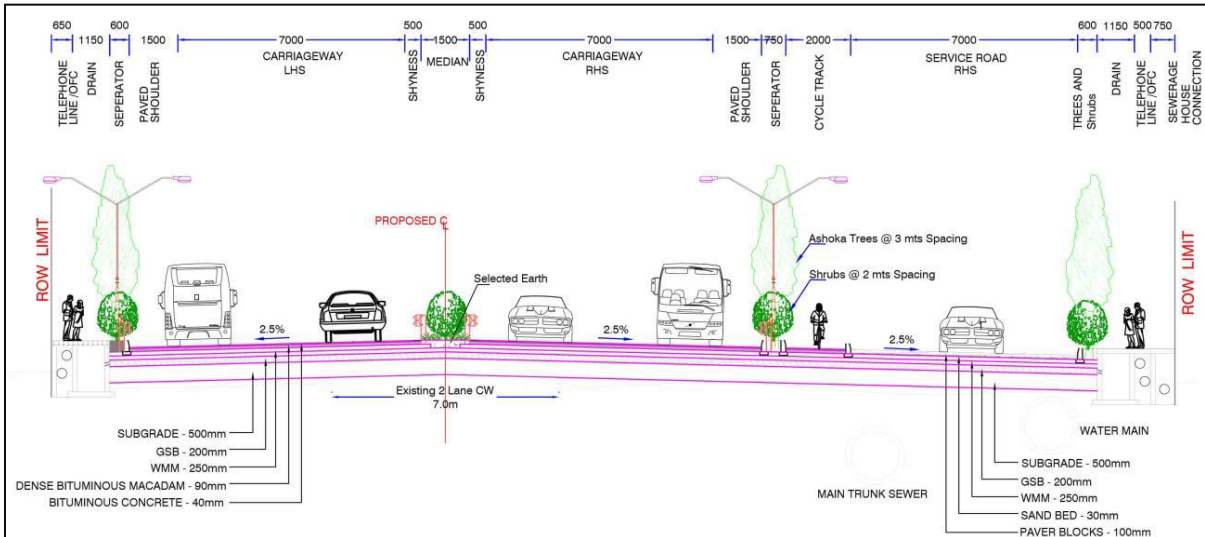 650 600 500 500 600 500 750
1150 1500 7000 1500 7000 1500 750 2000 7000 1150
TELEPHONE
LINE /OFC
DRAIN
SEPERATOR
PAVED
SHOULDER
CARRIAGEWAY
LHS
SHYNESS
MEDIAN
SHYNESS
CARRIAGEWAY
RHS
PAVED
SHOULDER
SEPERATOR
CYCLE TRACK
SERVICE ROAD
RHS
TREES AND
Shrubs
DRAIN
TELEPHONE
LINE /OFC
SEWERAGE
HOUSE
CONNECTION
ROW LIMIT
PROPOSED ℄
Selected Earth
Ashoka Trees @ 3 mts Spacing
Shrubs @ 2 mts Spacing
ROW LIMIT
2.5%
2.5%
2.5%
Existing 2 Lane CW
7.0m
SUBGRADE - 500mm
GSB - 200mm
WMM - 250mm
DENSE BITUMINOUS MACADAM - 90mm
BITUMINOUS CONCRETE - 40mm
MAIN TRUNK SEWER
WATER MAIN
SUBGRADE - 500mm
GSB - 200mm
WMM - 250mm
SAND BED - 30mm
PAVER BLOCKS - 100mm